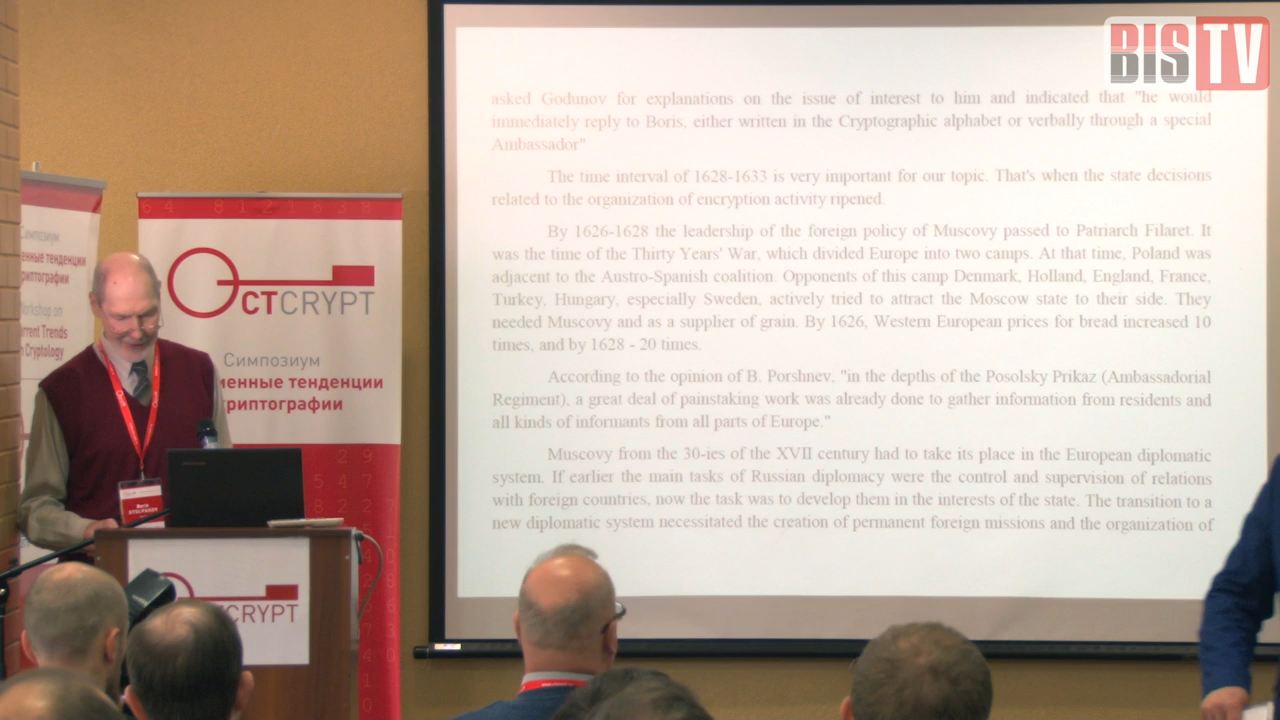 BIS TV
asked Godunov for explanations on the issue of interest to him and indicated that "he would
immediately reply to Boris, either written in the Cryptographic alphabet or verbally through a special
Ambassador"
The time interval of 1628-1633 is very important for our topic. That's when the state decisions
related to the organization of encryption activity ripened.
By 1626-1628 the leadership of the foreign policy of Muscovy passed to Patriarch Filaret. It
was the time of the Thirty Years' War, which divided Europe into two camps. At that time, Poland was
adjacent to the Austro-Spanish coalition. Opponents of this camp Denmark, Holland, England, France,
Turkey, Hungary, especially Sweden, actively tried to attract the Moscow state to their side. They
needed Muscovy and as a supplier of grain. By 1626, Western European prices for bread increased 10
times, and by 1628 - 20 times.
According to the opinion of B. Porshnev, "in the depths of the Posolsky Prikaz (Ambassadorial
Regiment), a great deal of painstaking work was already done to gather information from residents and
all kinds of informants from all parts of Europe."
Muscovy from the 30-ies of the XVII century had to take its place in the European diplomatic
system. If earlier the main tasks of Russian diplomacy were the control and supervision of relations
with foreign countries, now the task was to develop them in the interests of the state. The transition to a
new diplomatic system necessitated the creation of permanent foreign missions and the organization of
64 8121638
CTCRYPT
Симпозиум
менные тенденции
криптографии
Симпозиум
енные тенденции
риптографии
orkshop on
rrent Trends
Cryptology
CRYPT